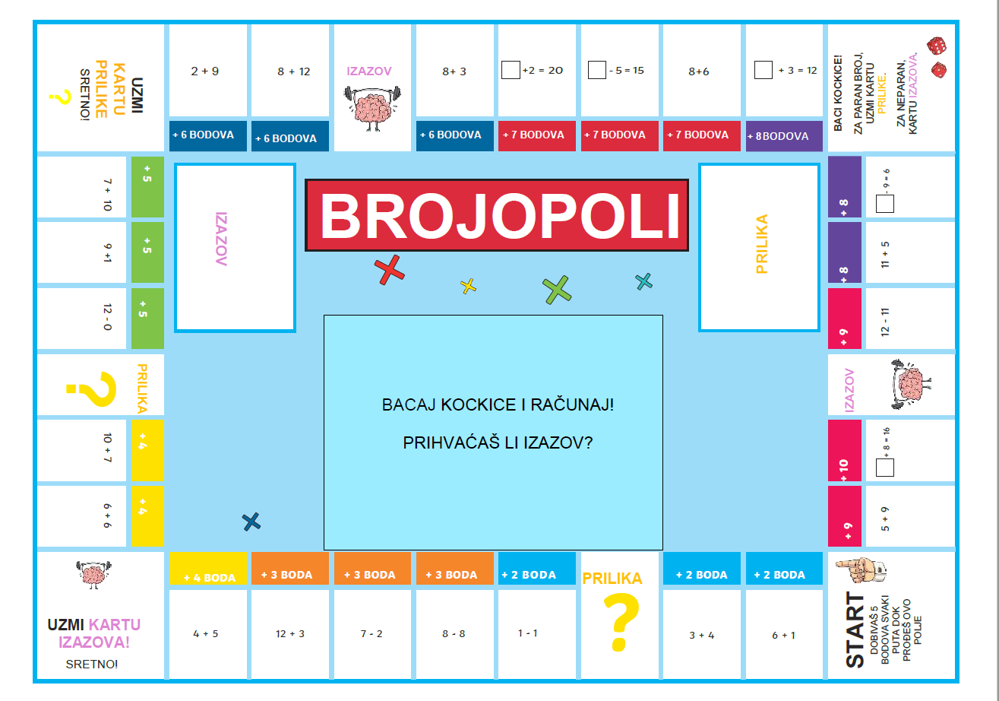 UZMI
KARTU
PRILIKE
SRETNO!
?
2 + 9
+ 6 BODOVA
8 + 12
+ 6 BODOVA
IZAZOV
8+ 3
+ 6 BODOVA
+2 = 20
+ 7 BODOVA
- 5 = 15
+ 7 BODOVA
8+6
+ 7 BODOVA
+ 3 = 12
+ 8 BODOVA
BACI KOCKICE!
ZA PARAN BROJ,
UZMI KARTU
PRILIKE.
ZA NEPARAN,
KARTU IZAZOVA.
7 + 10
+ 5
9 +1
+ 5
12 - 0
+ 5
?
PRILIKA
10 + 7
+ 4
6 + 6
+ 4
IZAZOV
BROJOPOLI
PRILIKA
BACAJ KOCKICE I RAČUNAJ!
PRIHVAĆAŠ LI IZAZOV?
+ 8
- 9 = 6
+ 8
11 + 5
+ 9
12 - 11
IZAZOV
+ 10
+ 8 = 16
+ 9
5 + 9
UZMI KARTU
IZAZOVA!
SRETNO!
+ 4 BODA
4 + 5
+ 3 BODA
12 + 3
+ 3 BODA
7 - 2
+ 3 BODA
8 - 8
+ 2 BODA
1 - 1
PRILIKA
?
+ 2 BODA
3 + 4
+ 2 BODA
6 + 1
START
DOBIVAŠ 5
BODOVA SVAKI
PUTA DOK
PROĐEŠ OVO
POLJE